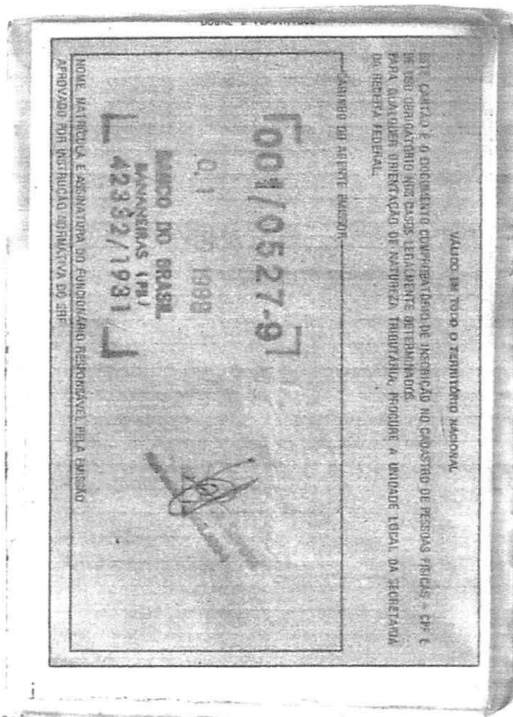 VÁLIDO EM TODO O TERRITÓRIO NACIONAL
ESTE CARTÃO É O DOCUMENTO COMPROBATÓRIO DE INSCRIÇÃO NO CADASTRO DE PESSOAS FÍSICAS - CPF E
DE USO OBRIGATÓRIO NOS CASOS LEGALMENTE DETERMINADOS.
PARA QUALQUER ORIENTAÇÃO DE NATUREZA TRIBUTÁRIA, PROCURE A UNIDADE LOCAL DA SECRETARIA
DA RECEITA FEDERAL.
CARIMBO DO AGENTE EMISSOR
001/0527-9
0.1 1998
BANCO DO BRASIL
BANANEIRAS (PB)
42332/1931
NOME, MATRÍCULA E ASSINATURA DO FUNCIONÁRIO RESPONSÁVEL PELA EMISSÃO
APROVADO POR INSTRUÇÃO NORMATIVA DO SRF